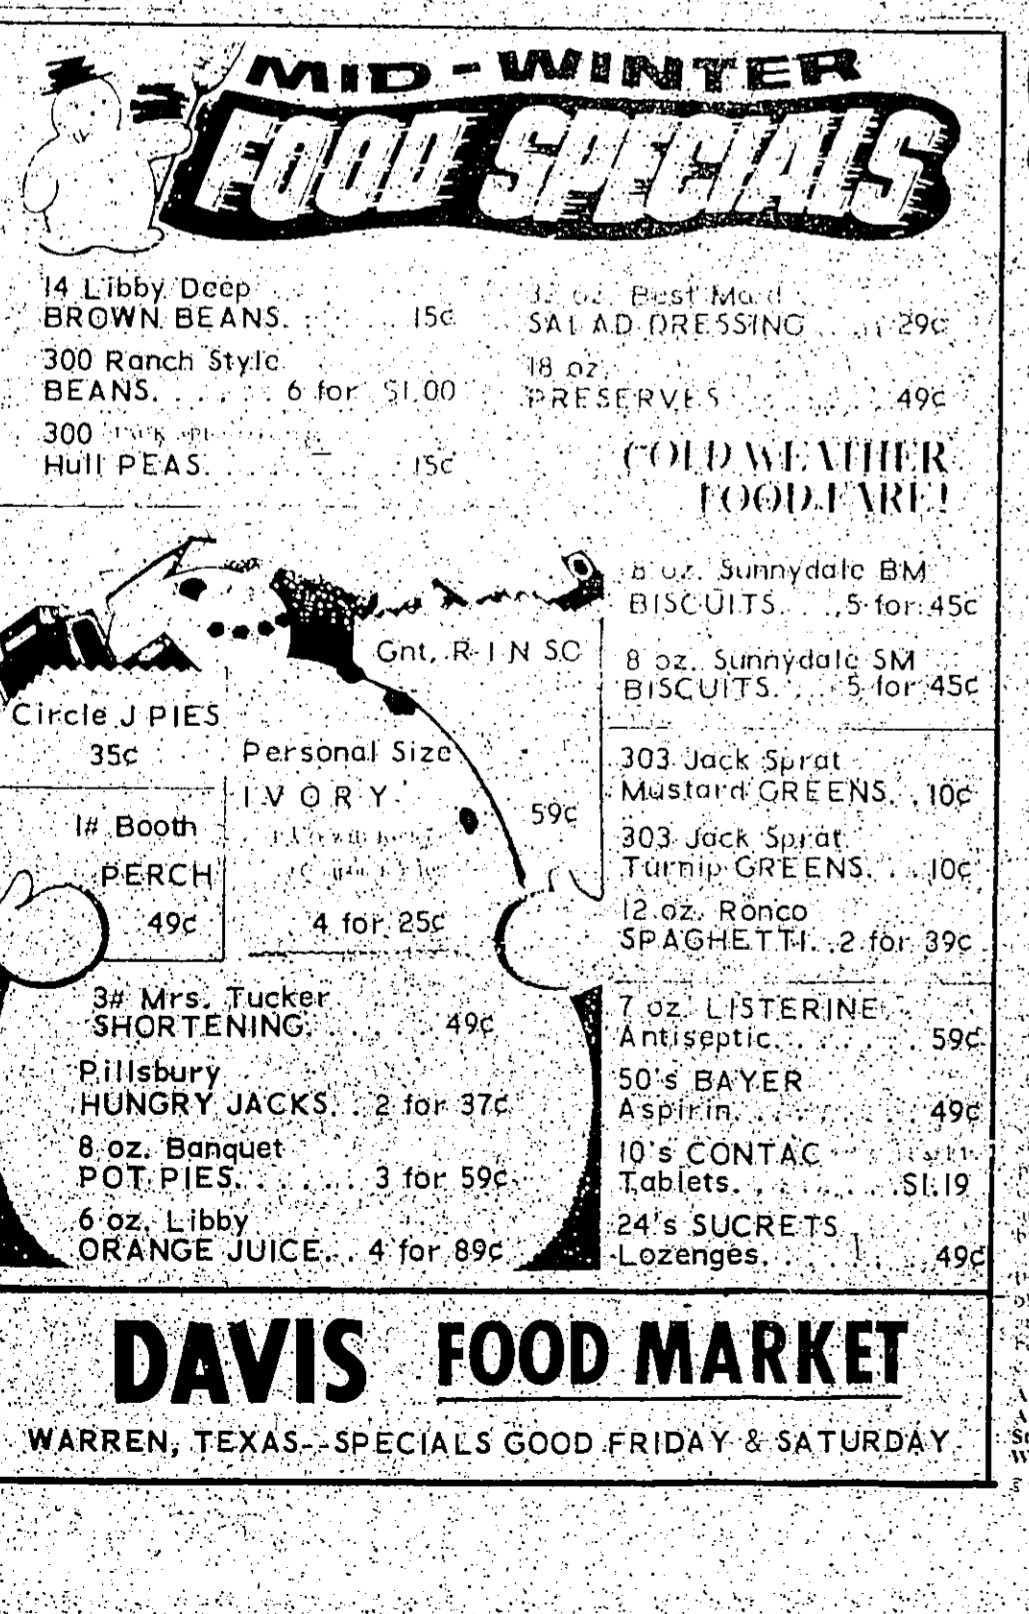 MID-WINTER
FOOD SPECIALS
14 Libby Deep
BROWN BEANS. . . . . . 15¢
300 Ranch Style
BEANS. . . . . . . 6 for $1.00
300
Hull PEAS. . . . . . . . . 15¢
oz. Best Maid
SALAD DRESSING . . . 29¢
18 oz.
PRESERVES . . . . . . 49¢
COLD WEATHER
FOOD FARE!
8 oz. Sunnydale BM
BISCUITS. . . . 5 for 45¢
8 oz. Sunnydale SM
BISCUITS. . . . 5 for 45¢
Gnt. RINSO
59¢
Circle J PIES
35¢
Personal Size
IVORY
4 for 25¢
1# Booth
PERCH
49¢
303 Jack Sprat
Mustard GREENS. . 10¢
303 Jack Sprat
Turnip GREENS. . . 10¢
12 oz. Ronco
SPAGHETTI. . 2 for 39¢
3# Mrs. Tucker
SHORTENING. . . . . . 49¢
Pillsbury
HUNGRY JACKS. . 2 for 37¢
8 oz. Banquet
POT PIES. . . . . . . 3 for 59¢
6 oz. Libby
ORANGE JUICE. . 4 for 89¢
7 oz. LISTERINE
Antiseptic. . . . . . . . 59¢
50's BAYER
Aspirin. . . . . . . . . . 49¢
10's CONTAC
Tablets. . . . . . . . . $1.19
24's SUCRETS
Lozenges. . . . . . . . 49¢
DAVIS FOOD MARKET
WARREN, TEXAS--SPECIALS GOOD FRIDAY & SATURDAY